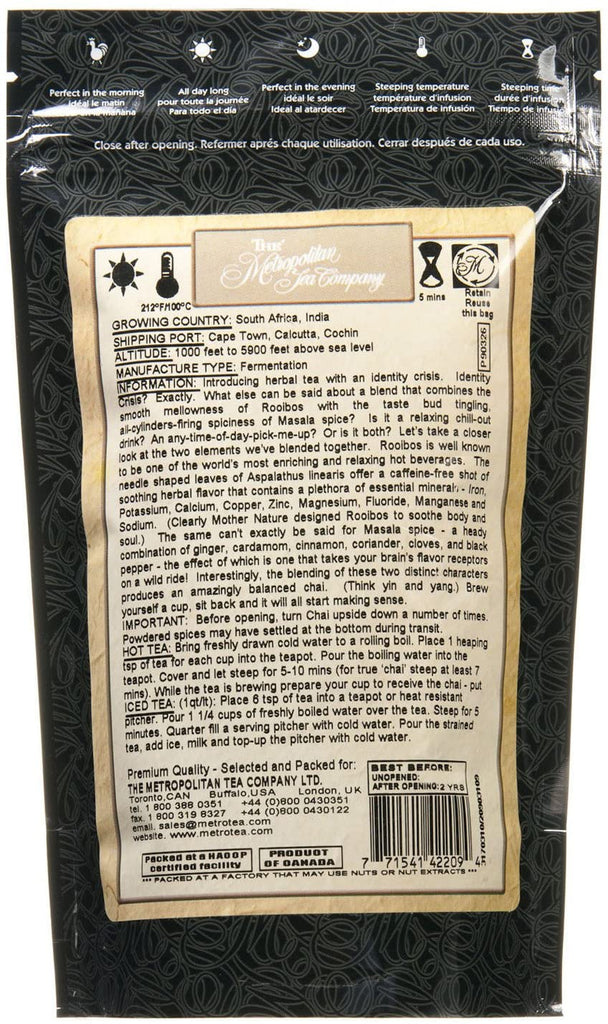 Perfect in the morning
idéal le matin
mañana
All day long
pour toute la journée
Para todo el día
Perfect in the evening
idéal le soir
Ideal al atardecer
Steeping temperature
température d'infusion
Temperatura de Infusión
Steeping time
durée d'infusion
Tiempo de
Close after opening. Refermer aprés chaque utilisation. Cerrar después de cada uso.
THE
Metropolitan
Tea Company
212°F/100°C
5 mins
M
Retain
Reuse
this bag
P90326
GROWING COUNTRY: South Africa, India
SHIPPING PORT: Cape Town, Calcutta, Cochin
ALTITUDE: 1000 feet to 5900 feet above sea level
MANUFACTURE TYPE: Fermentation
INFORMATION: Introducing herbal tea with an identity crisis. Identity
Crisis? Exactly. What else can be said about a blend that combines the
smooth mellowness of Rooibos with the taste bud tingling,
all-cylinders-firing spiciness of Masala spice? Is it a relaxing chill-out
drink? An any-time-of-day-pick-me-up? Or is it both? Let's take a closer
look at the two elements we've blended together. Rooibos is well known
to be one of the world's most enriching and relaxing hot beverages. The
needle shaped leaves of Aspalathus linearis offer a caffeine-free shot of
soothing herbal flavor that contains a plethora of essential minerals - Iron,
Potassium, Calcium, Copper, Zinc, Magnesium, Fluoride, Manganese and
Sodium. (Clearly Mother Nature designed Rooibos to soothe body and
soul.) The same can't exactly be said for Masala spice - a heady
combination of ginger, cardamom, cinnamon, coriander, cloves, and black
pepper - the effect of which is one that takes your brain's flavor receptors
on a wild ride! Interestingly, the blending of these two distinct characters
produces an amazingly balanced chai. (Think yin and yang.) Brew
yourself a cup, sit back and it will all start making sense.
IMPORTANT: Before opening, turn Chai upside down a number of times.
Powdered spices may have settled at the bottom during transit.
HOT TEA: Bring freshly drawn cold water to a rolling boil. Place 1 heaping
tsp of tea for each cup into the teapot. Pour the boiling water into the
teapot. Cover and let steep for 5-10 mins (for true 'chai' steep at least 7
mins). While the tea is brewing prepare your cup to receive the chai - put
ICED TEA: (1qt/lt): Place 6 tsp of tea into a teapot or heat resistant
pitcher. Pour 1 1/4 cups of freshly boiled water over the tea. Steep for 5
minutes. Quarter fill a serving pitcher with cold water. Pour the strained
tea, add ice, milk and top-up the pitcher with cold water.
Premium Quality - Selected and Packed for:
THE METROPOLITAN TEA COMPANY LTD.
Toronto,CAN Buffalo,USA London, UK
tel. 1 800 388 0351 +44 (0)800 0430351
fax. 1 800 319 8327 +44 (0)800 0430122
email. sales@metrotea.com
website. www.metrotea.com
BEST BEFORE:
UNOPENED:
AFTER OPENING: 2 YRS
7 71541 42209 4
Packed at a HACCP
certified facility
PRODUCT
OF CANADA
*** PACKED AT A FACTORY THAT MAY USE NUTS OR NUT EXTRACTS ***